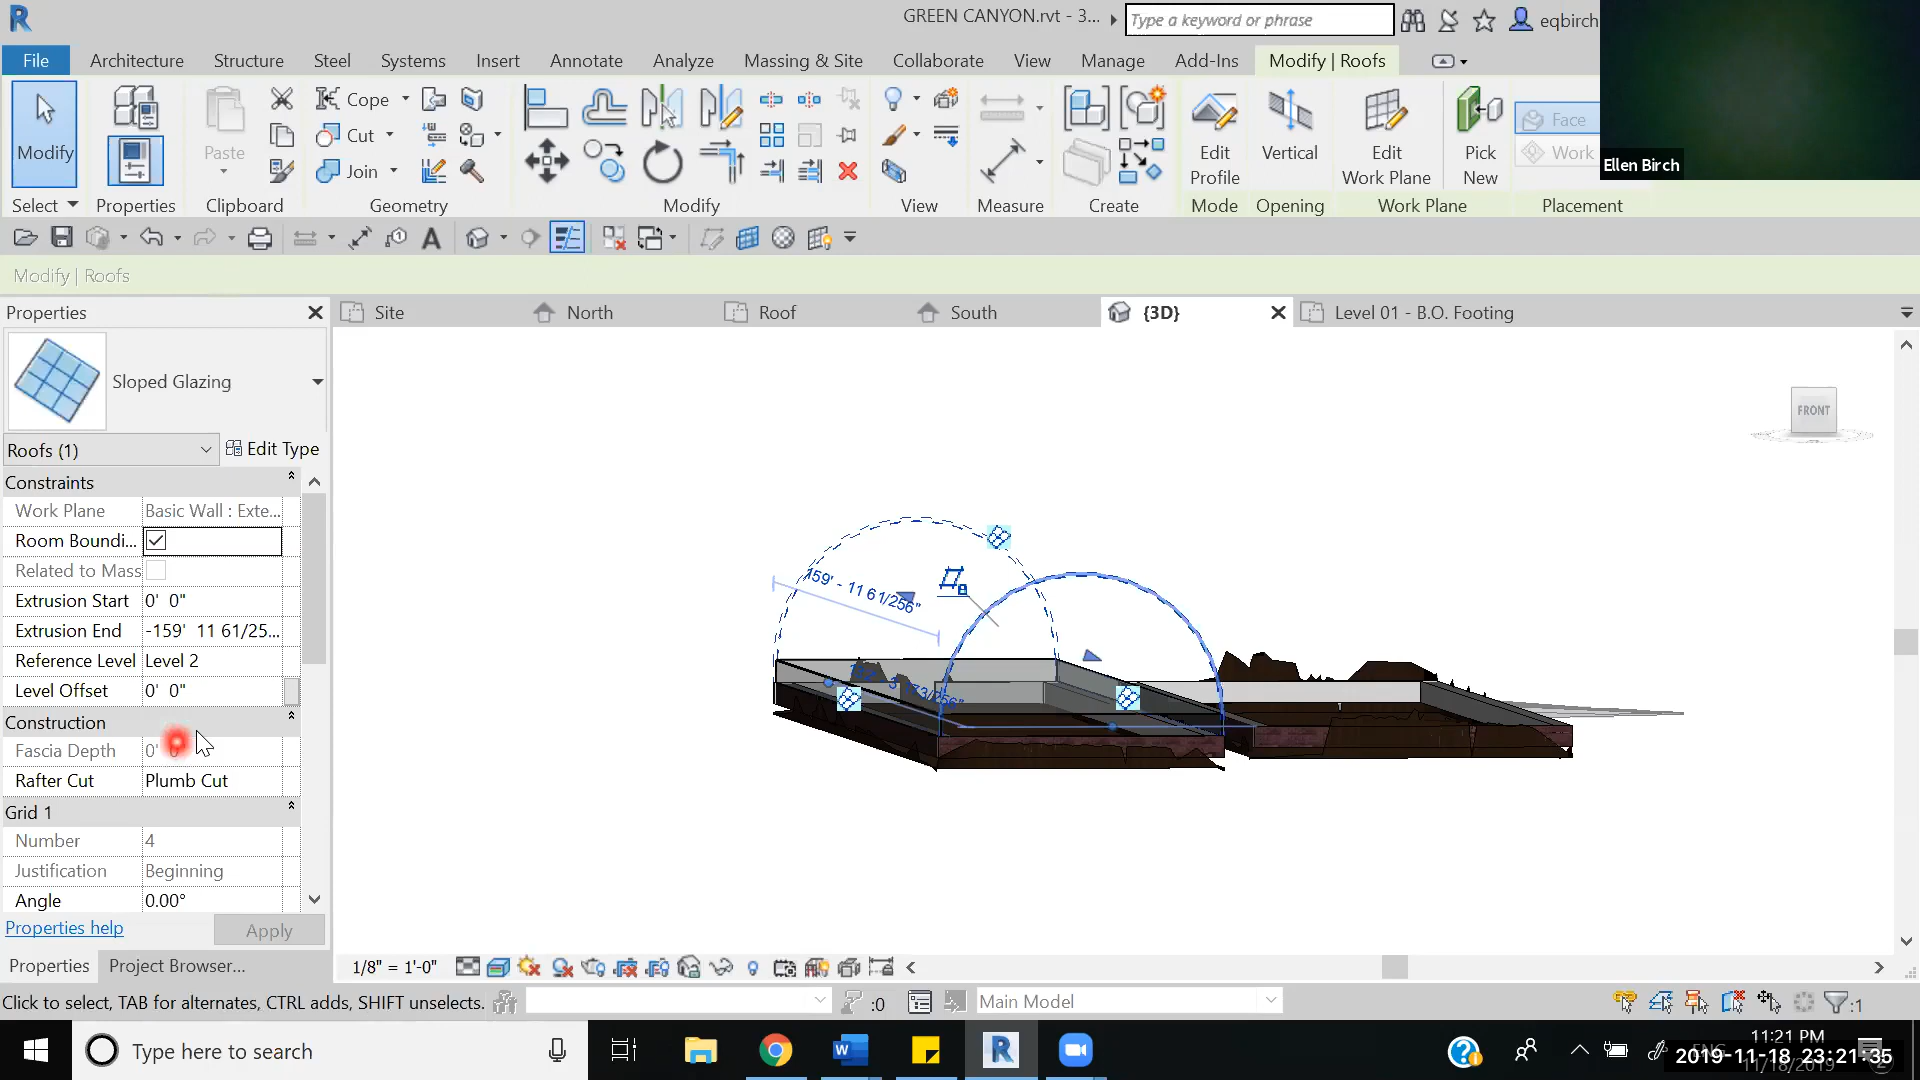 GREEN CANYON.rvt - 3...
Type a keyword or phrase
eqbirch
File Architecture Structure Steel Systems Insert Annotate Analyze Massing & Site Collaborate View Manage Add-Ins Modify | Roofs
Modify
Paste
Cope
Cut
Join
Edit Profile
Vertical
Edit Work Plane
Pick New
Face
Work
Ellen Birch
Select Properties Clipboard Geometry Modify View Measure Create Mode Opening Work Plane Placement
Modify | Roofs
Properties
Site North Roof South {3D} Level 01 - B.O. Footing
Sloped Glazing
Roofs (1) Edit Type
Constraints
Work Plane Basic Wall : Exte...
Room Boundi...
Related to Mass
Extrusion Start 0' 0"
Extrusion End -159' 11 61/25...
Reference Level Level 2
Level Offset 0' 0"
Construction
Fascia Depth 0'
Rafter Cut Plumb Cut
Grid 1
Number 4
Justification Beginning
Angle 0.00°
Properties help Apply
Properties Project Browser...
159' - 11 61/256"
FRONT
1/8" = 1'-0"
Click to select, TAB for alternates, CTRL adds, SHIFT unselects.
:0
Main Model
:1
Type here to search
11:21 PM
2019-11-18 23:21:35
11/18/2019